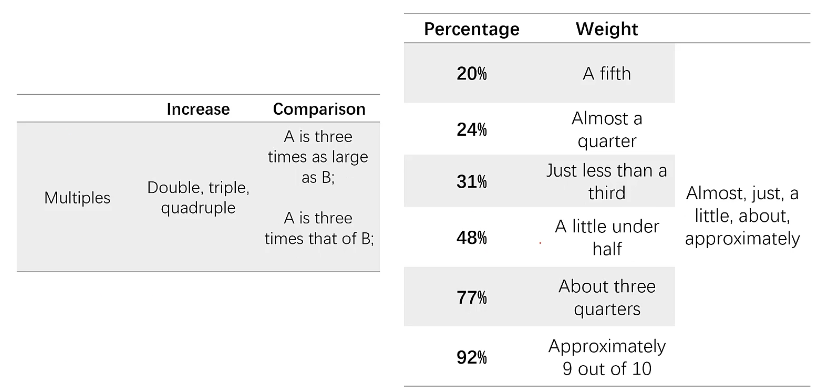 Increase Comparison
Multiples
Double, triple,
quadruple
A is three
times as large
as B;
A is three
times that of B;
Percentage Weight
20% A fifth
24% Almost a
quarter
31% Just less than a
third
48% A little under
half
77% About three
quarters
92% Approximately
9 out of 10
Almost, just, a
little, about,
approximately